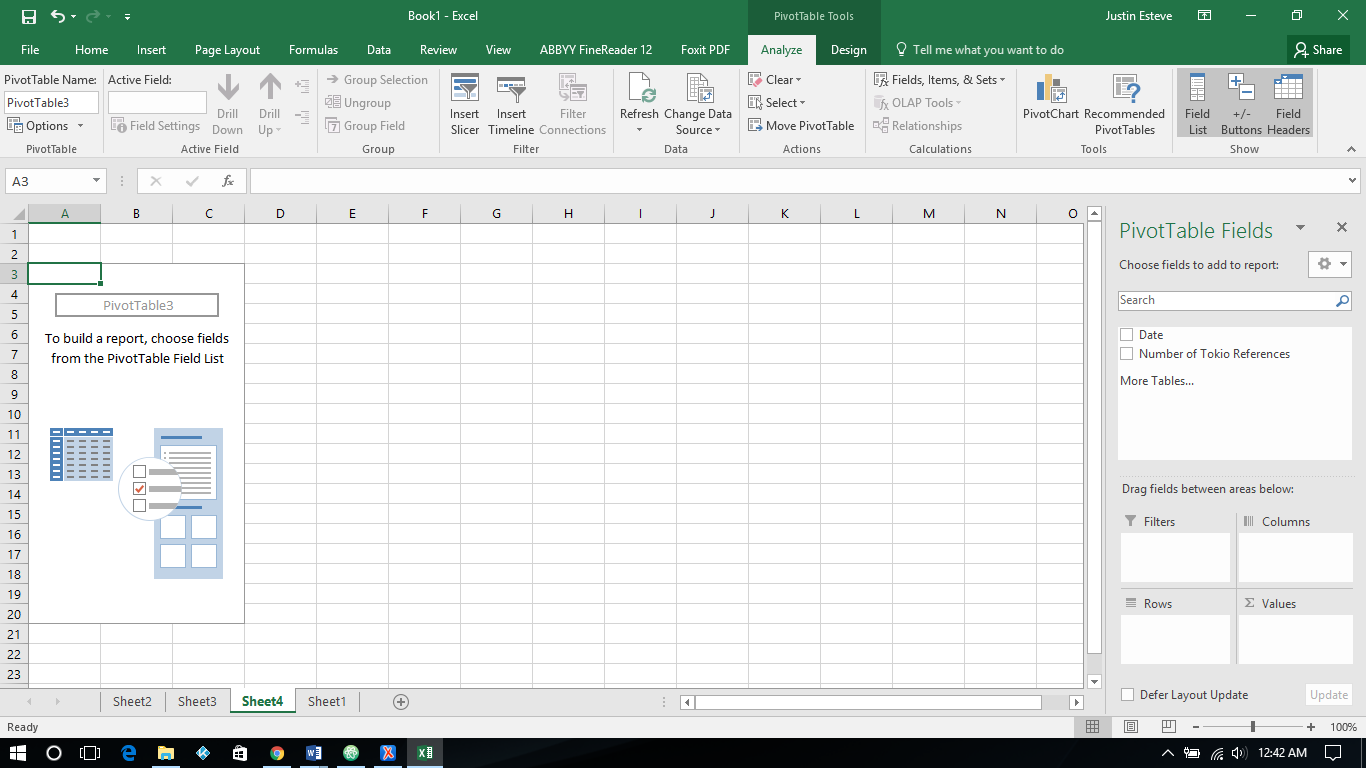 Book1 - Excel
PivotTable Tools
Justin Esteve
File Home Insert Page Layout Formulas Data Review View ABBYY FineReader 12 Foxit PDF Analyze Design Tell me what you want to do Share
PivotTable Name:
PivotTable3
Options
PivotTable
Active Field:
Field Settings
Drill
Down
Drill
Up
Active Field
Group Selection
Ungroup
Group Field
Group
Insert
Slicer
Insert
Timeline
Filter
Connections
Filter
Refresh
Change Data
Source
Data
Clear
Select
Move PivotTable
Actions
Fields, Items, & Sets
OLAP Tools
Relationships
Calculations
PivotChart
Recommended
PivotTables
Tools
Field
List
+/-
Buttons
Field
Headers
Show
A3
fx
A B C D E F G H I J K L M N O
1
2
3
4
5
6
7
8
9
10
11
12
13
14
15
16
17
18
19
20
21
22
23
PivotTable3
To build a report, choose fields
from the PivotTable Field List
PivotTable Fields
Choose fields to add to report:
Search
Date
Number of Tokio References
More Tables...
Drag fields between areas below:
Filters
Columns
Rows
Σ Values
Defer Layout Update
Update
Sheet2 Sheet3 Sheet4 Sheet1
Ready
100%
12:42 AM